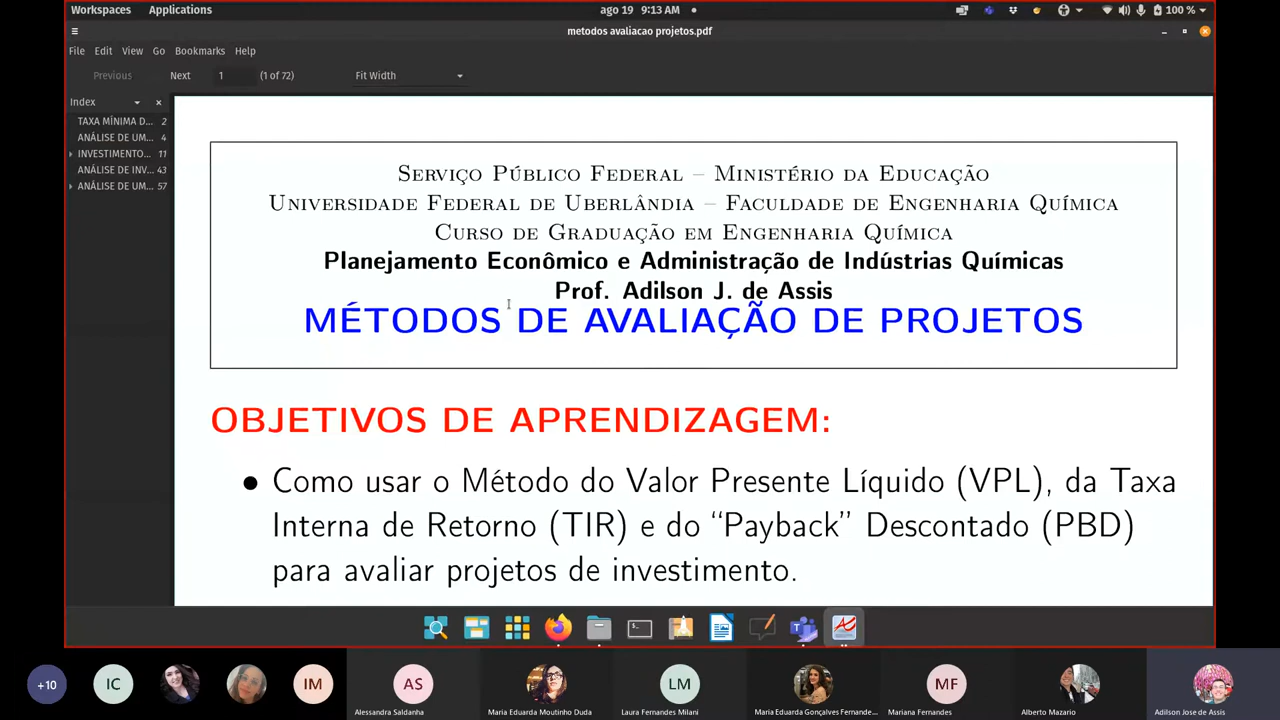 Workspaces Applications ago 19 9:13 AM 100 %
metodos avaliacao projetos.pdf
File Edit View Go Bookmarks Help
Previous Next 1 (1 of 72) Fit Width
Index
TAXA MÍNIMA D... 2
ANÁLISE DE UM... 4
INVESTIMENTO... 11
ANÁLISE DE INV... 43
ANÁLISE DE UM... 57
Serviço Público Federal – Ministério da Educação
Universidade Federal de Uberlândia – Faculdade de Engenharia Química
Curso de Graduação em Engenharia Química
Planejamento Econômico e Administração de Indústrias Químicas
Prof. Adilson J. de Assis
MÉTODOS DE AVALIAÇÃO DE PROJETOS
OBJETIVOS DE APRENDIZAGEM:
• Como usar o Método do Valor Presente Líquido (VPL), da Taxa
Interna de Retorno (TIR) e do “Payback” Descontado (PBD)
para avaliar projetos de investimento.
+10 IC IM AS LM MF
Alessandra Saldanha Maria Eduarda Moutinho Duda Laura Fernandes Milani Maria Eduarda Gonçalves Fernande... Mariana Fernandes Alberto Mazario Adilson Jose de Assis